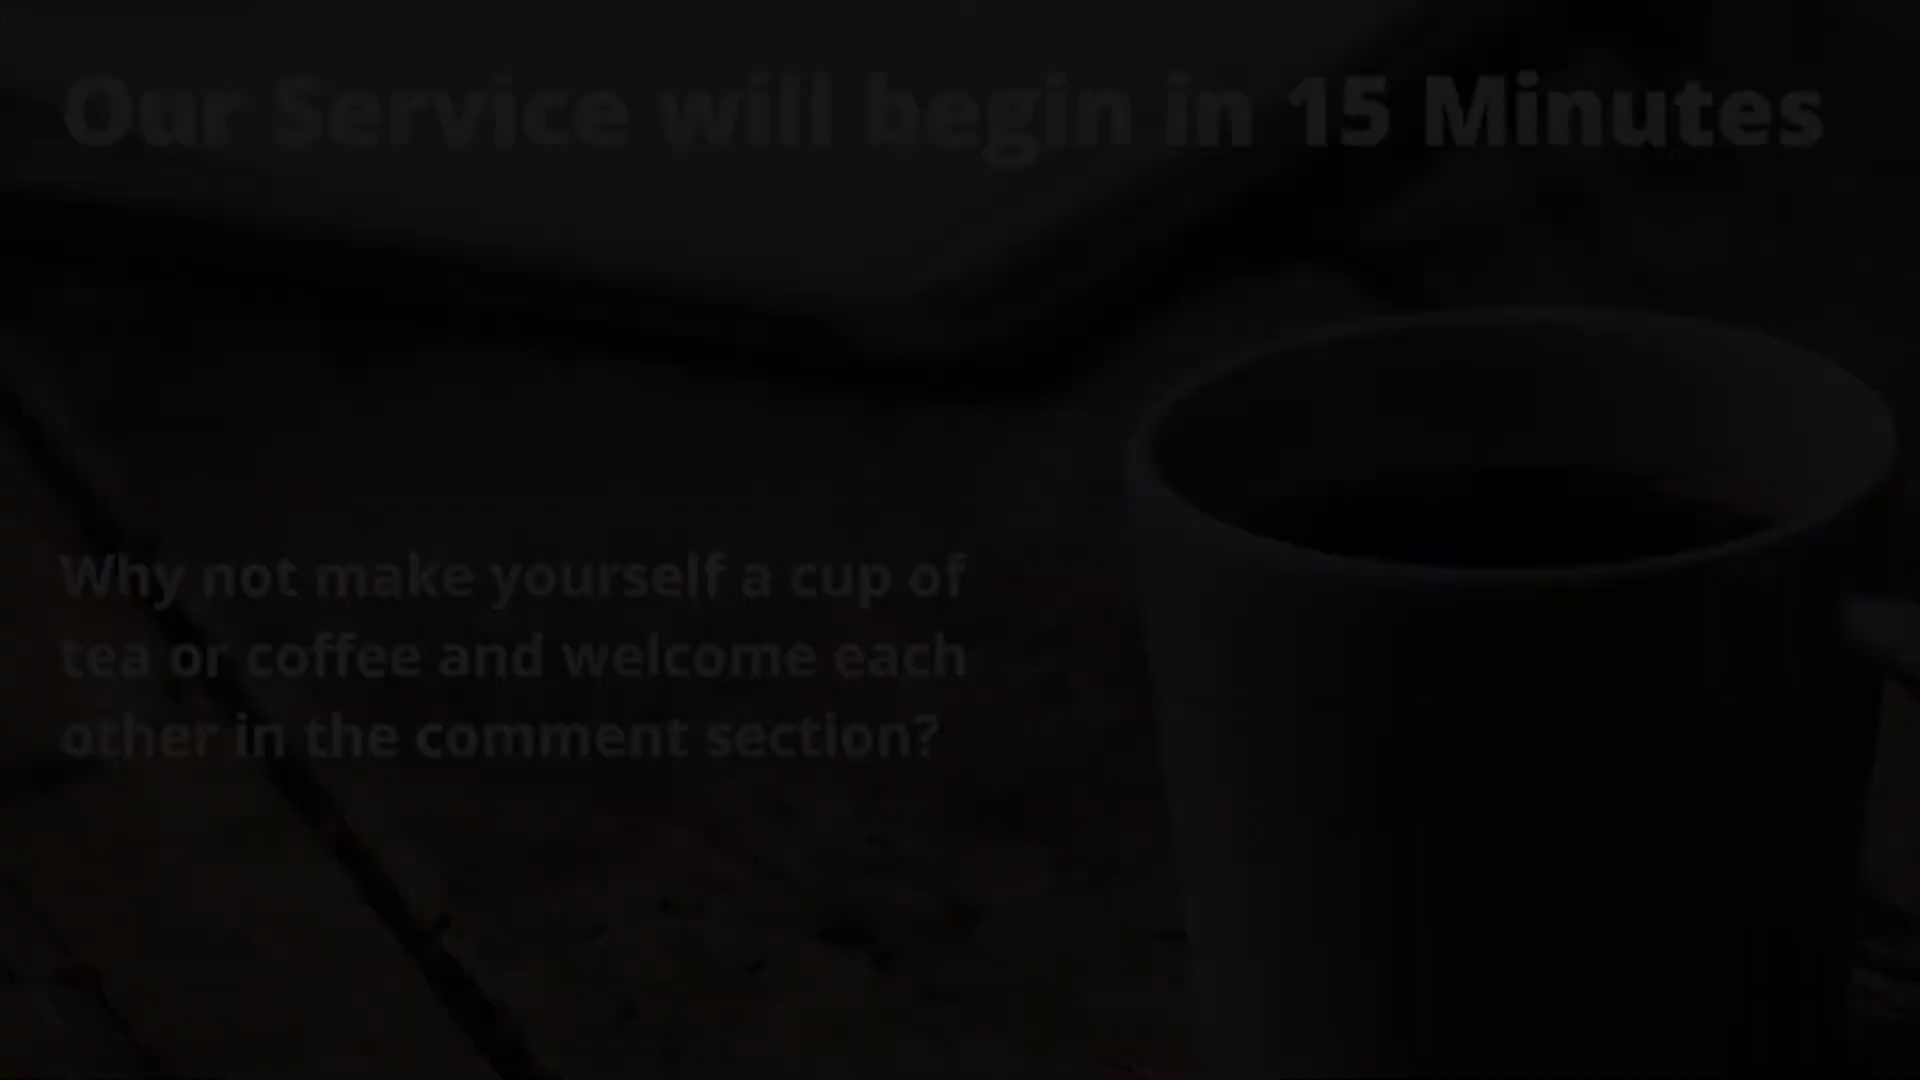 Our Service will begin in 15 Minutes
Why not make yourself a cup of
tea or coffee and welcome each
other in the comment section?